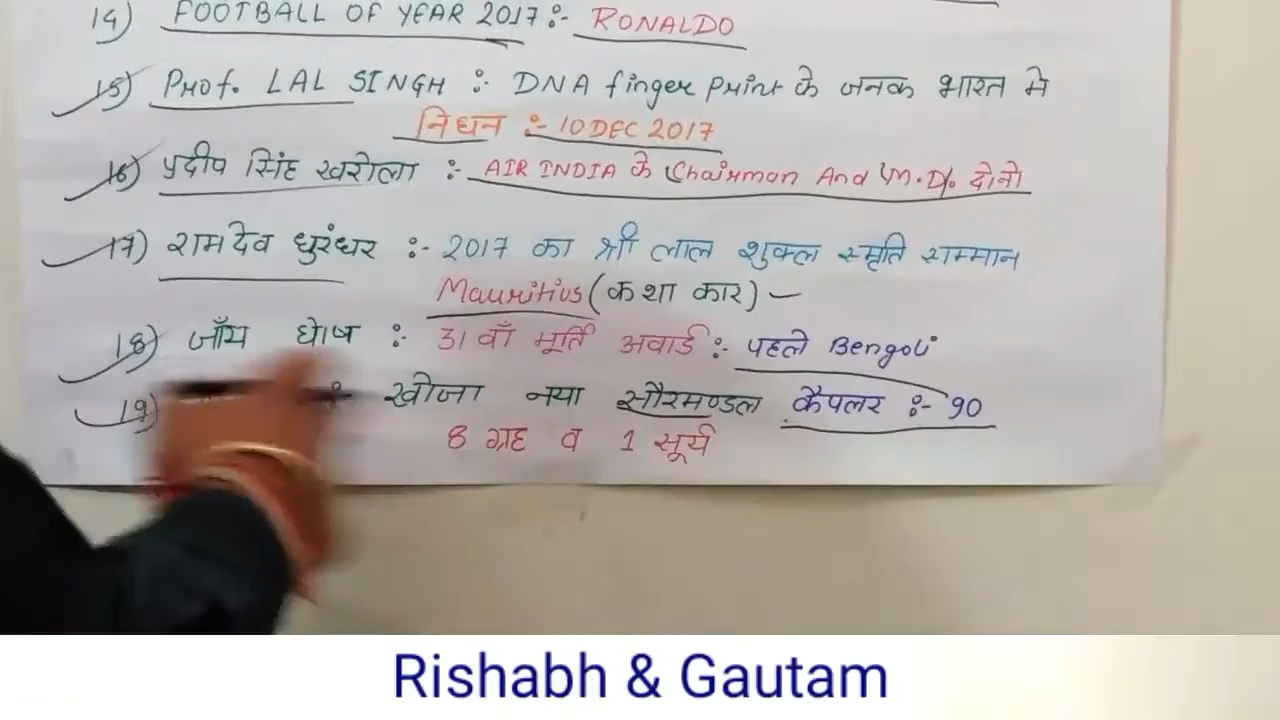 14) FOOTBALL OF YEAR 2017 :- RONALDO
15) Prof. LAL SINGH :- DNA finger Print के जनक भारत मे
निधन :- 10 DEC 2017
16) प्रदीप सिंह खरोला :- AIR INDIA के Chairman And M.D. दोनो
17) रामदेव धुरंधर :- 2017 का श्री लाल शुक्ल स्मृति सम्मान
Mauritius (कथा कार) -
18) जॉय घोष :- 31 वाँ मूर्ति अवार्ड :- पहले Bengoli
19) :- खोजा नया सौरमण्डल कैपलर :- 90
8 ग्रह व 1 सूर्य
Rishabh & Gautam